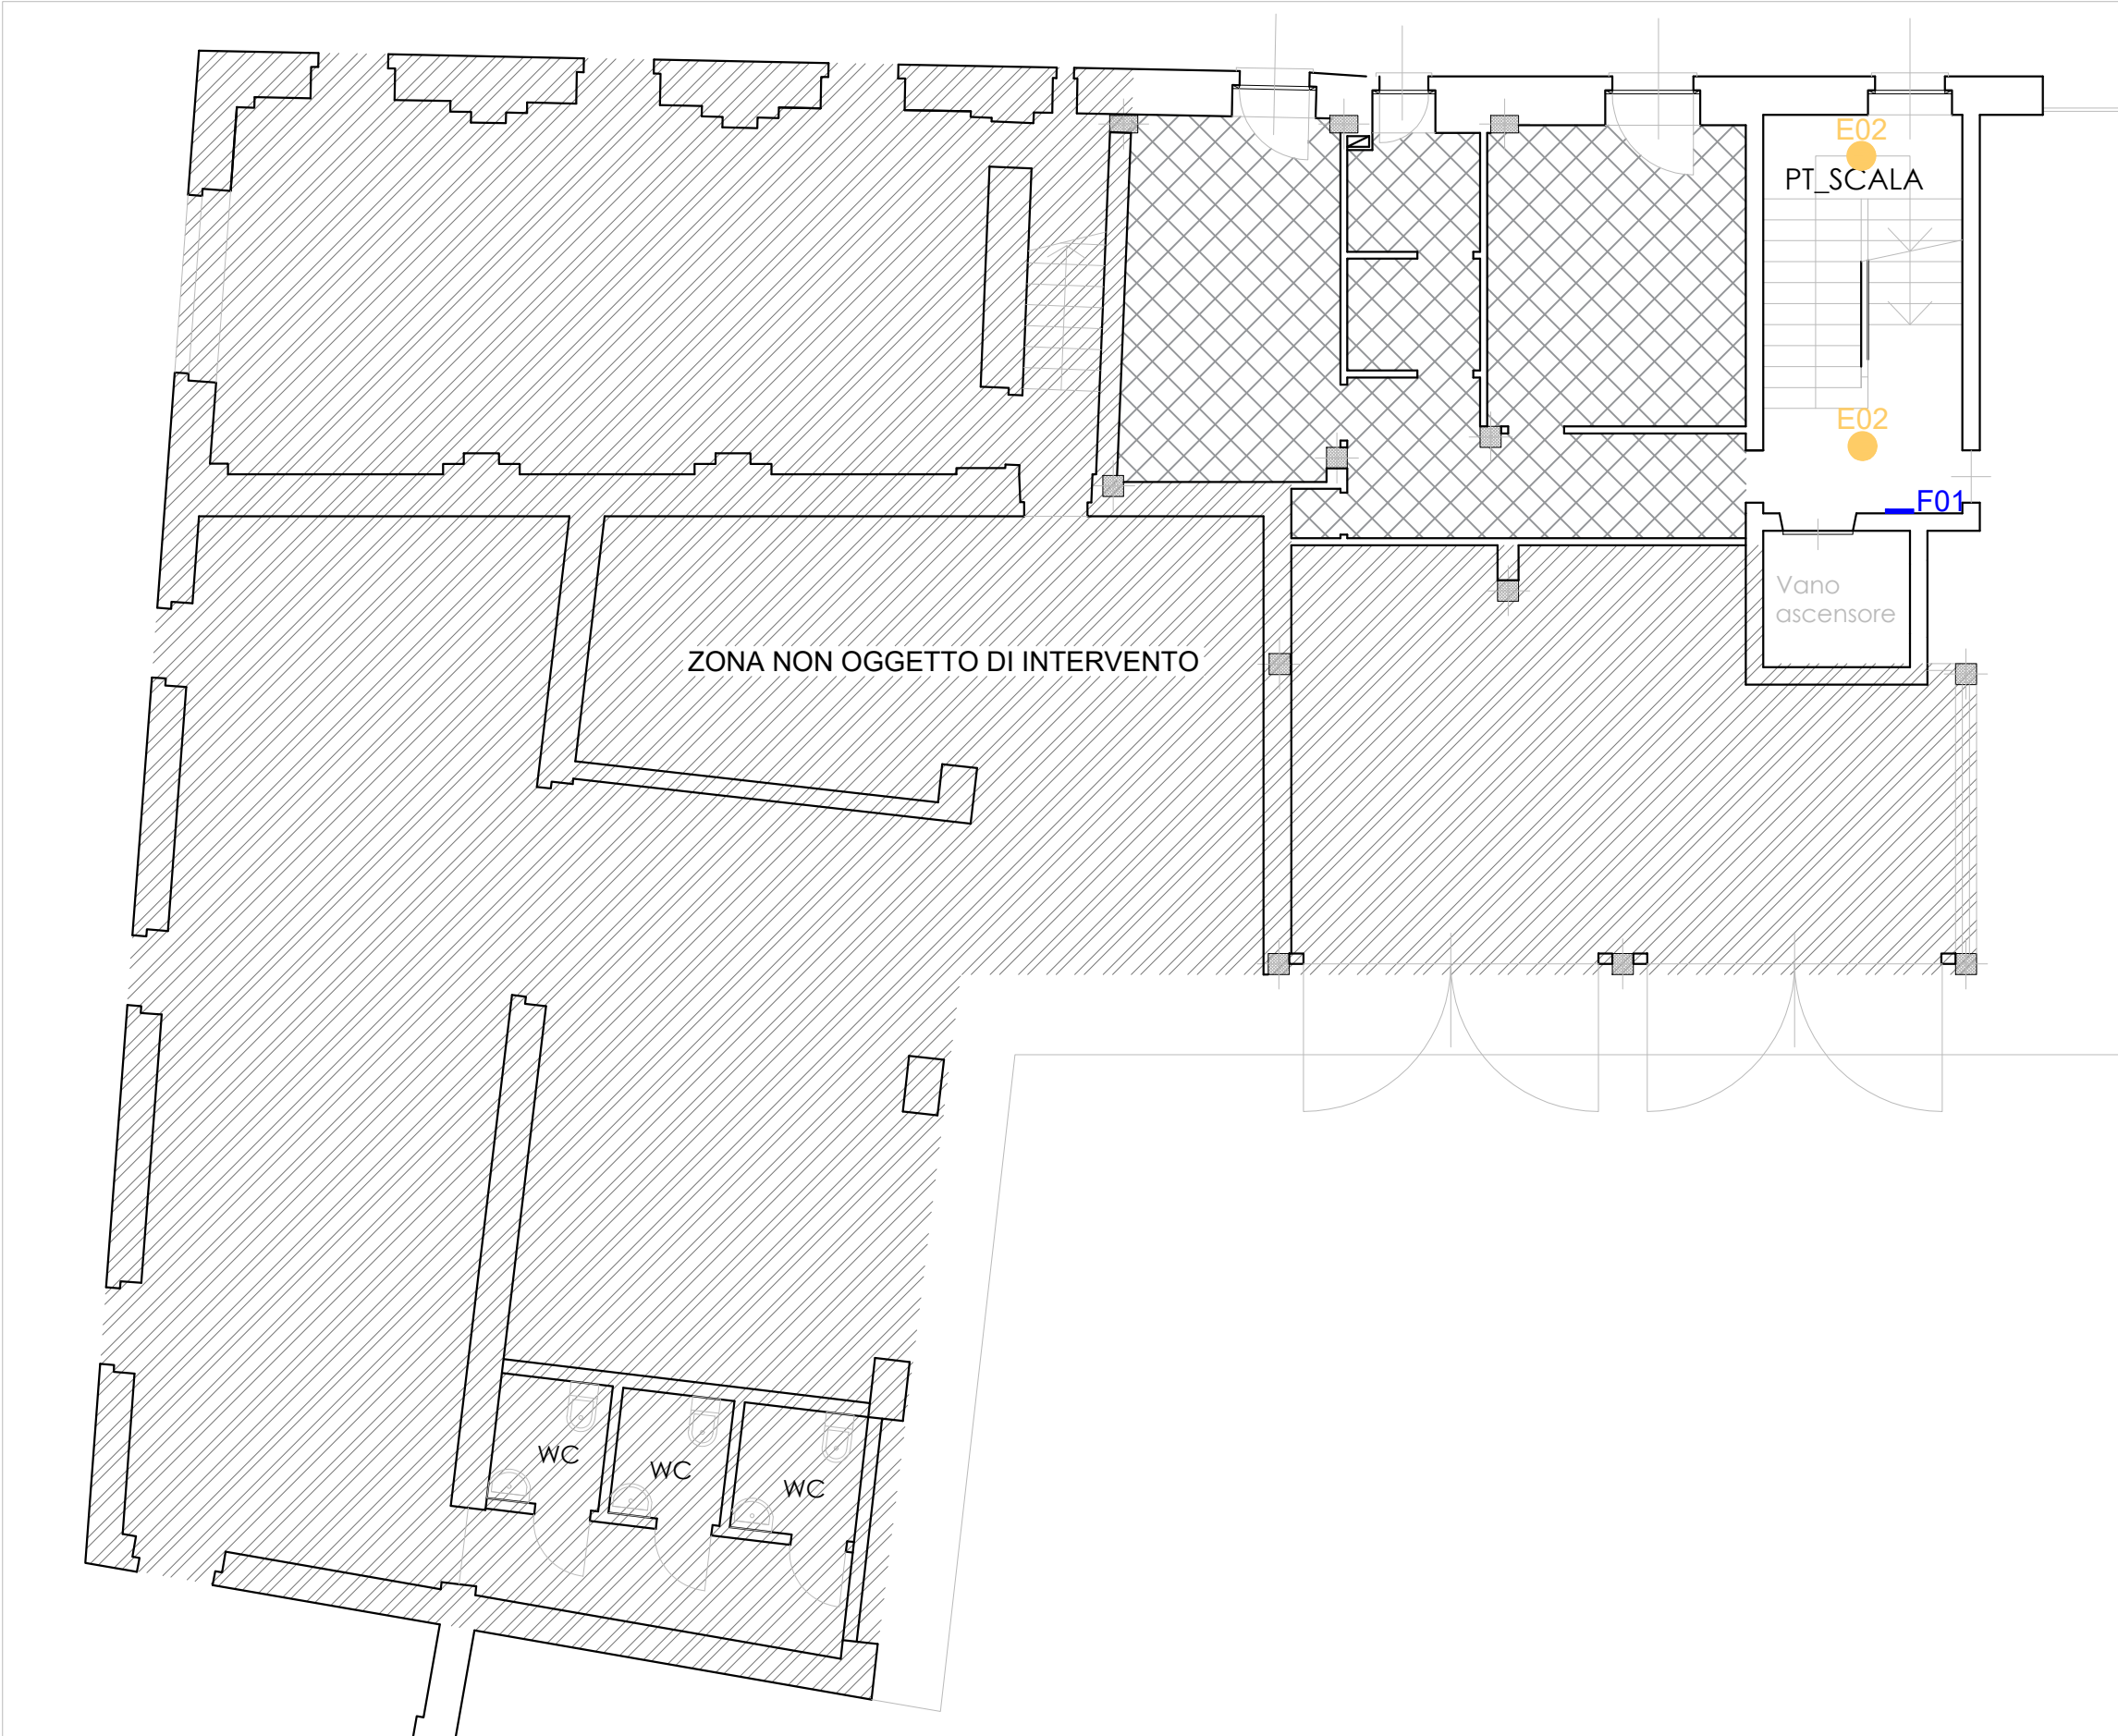 E02
PT_SCALA
E02
F01
Vano
ascensore
ZONA NON OGGETTO DI INTERVENTO
WC
WC
WC